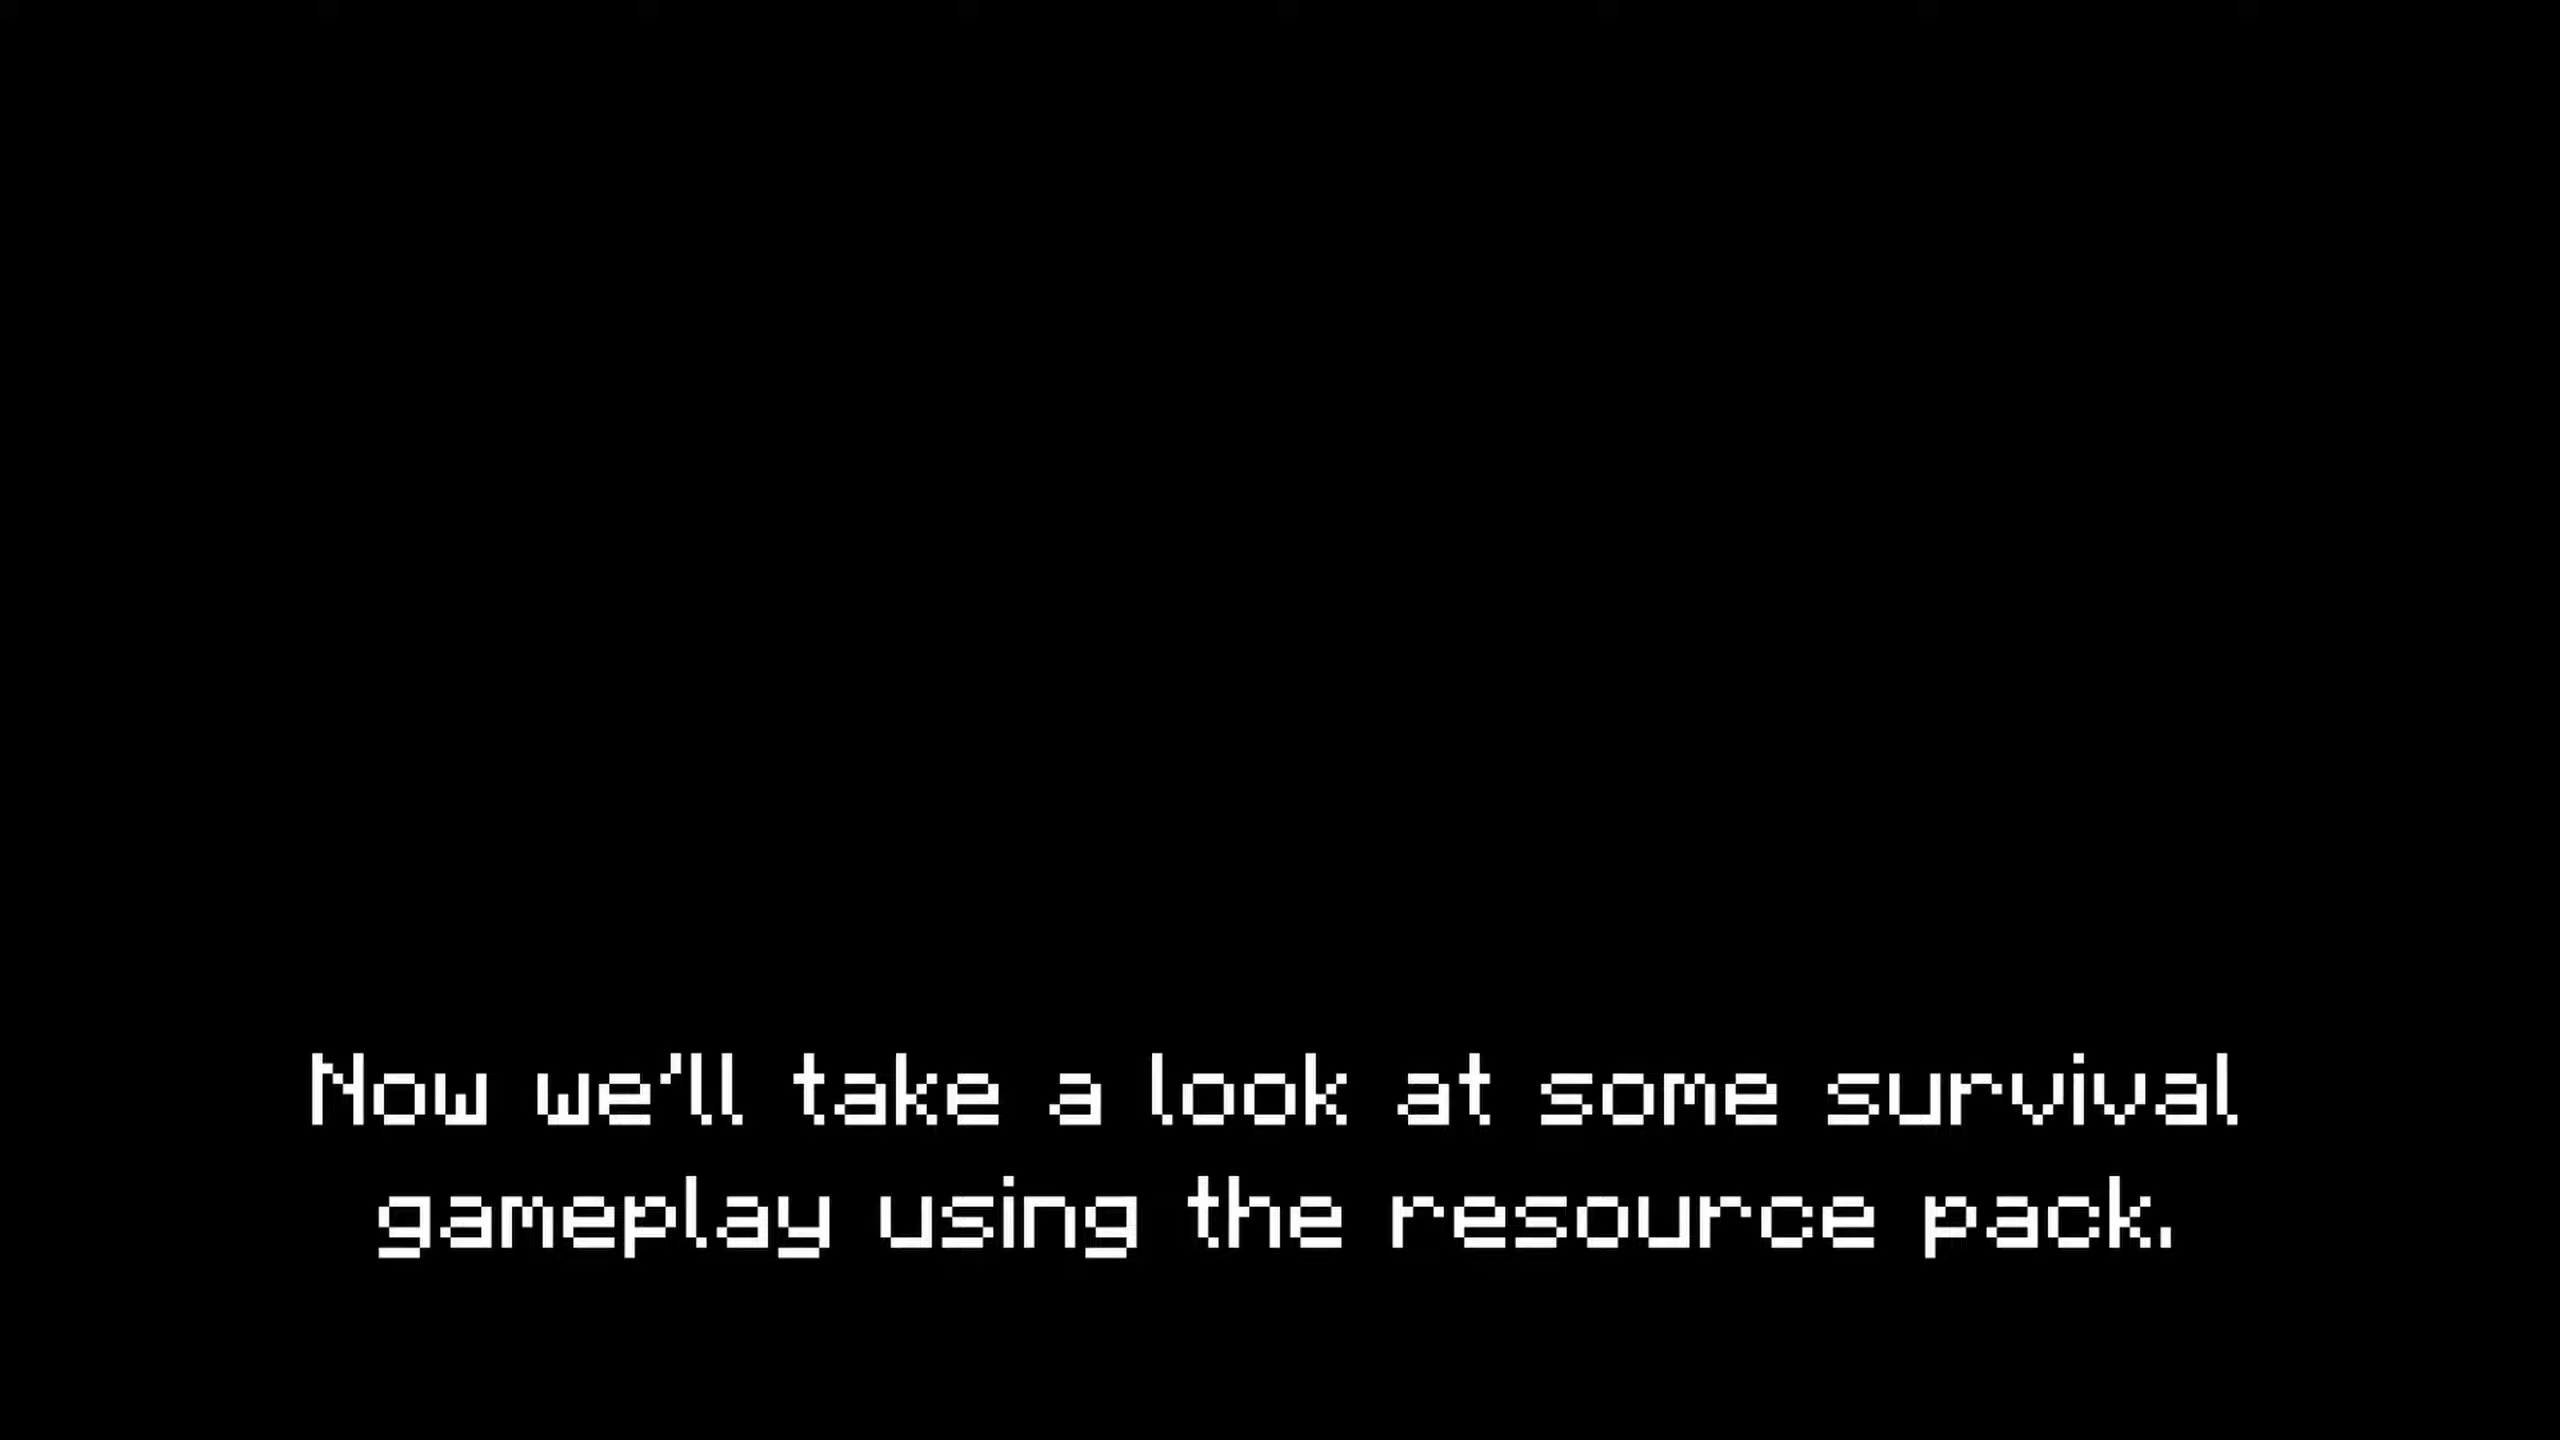 Now we'll take a look at some survival
gameplay using the resource pack.